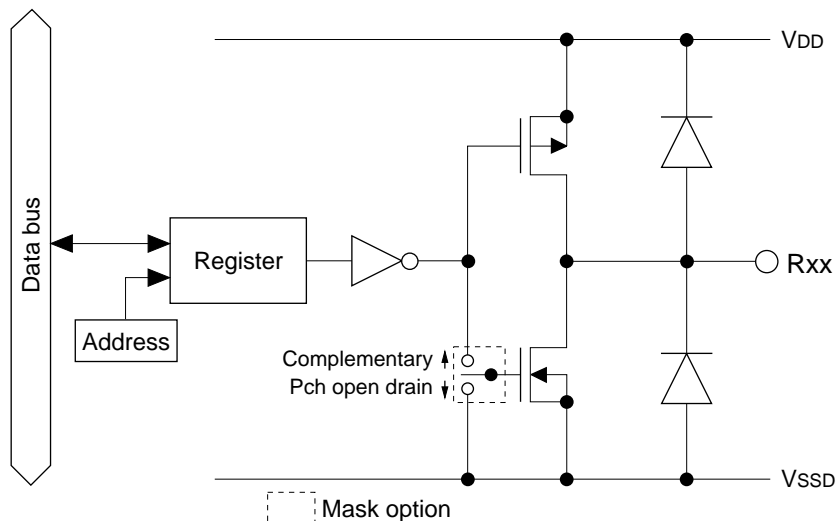 VDD
Data bus
Register
Rxx
Address
Complementary
Pch open drain
VSSD
Mask option